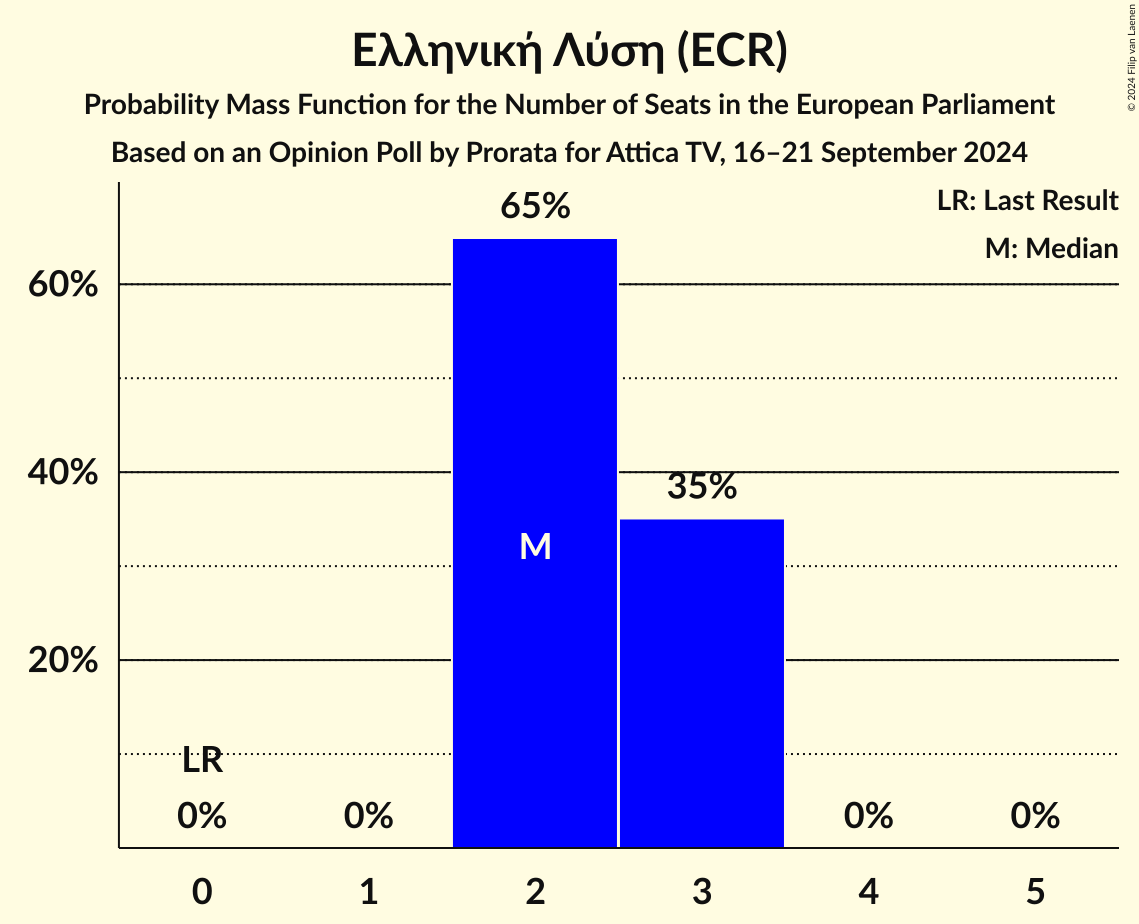 Ελληνική Λύση (ECR)
Probability Mass Function for the Number of Seats in the European Parliament
Based on an Opinion Poll by Prorata for Attica TV, 16–21 September 2024
© 2024 Filip van Laenen
LR: Last Result
M: Median
65%
60%
40%
35%
M
20%
LR
0%
0%
0%
0%
0
1
2
3
4
5